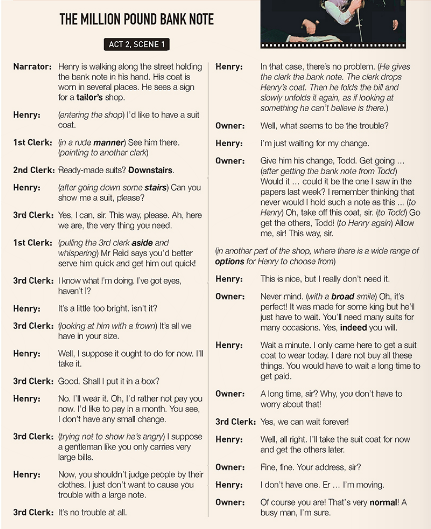 THE MILLION POUND BANK NOTE
ACT 2, SCENE 1
Narrator: Henry is walking along the street holding
the bank note in his hand. His coat is
worn in several places. He sees a sign
for a tailor's shop.
Henry: (entering the shop) I'd like to have a suit
coat.
1st Clerk: (in a rude manner) See him there.
(pointing to another clerk)
2nd Clerk: Ready-made suits? Downstairs.
Henry: (after going down some stairs) Can you
show me a suit, please?
3rd Clerk: Yes, I can, sir. This way, please. Ah, here
we are, the very thing you need.
1st Clerk: (pulling the 3rd clerk aside and
whispering) Mr Reid says you'd better
serve him quick and get him out quick!
3rd Clerk: I know what I'm doing. I've got eyes,
haven't I?
Henry: It's a little too bright, isn't it?
3rd Clerk: (looking at him with a frown) It's all we
have in your size.
Henry: Well, I suppose it ought to do for now. I'll
take it.
3rd Clerk: Good. Shall I put it in a box?
Henry: No. I'll wear it. Oh, I'd rather not pay you
now. I'd like to pay in a month. You see,
I don't have any small change.
3rd Clerk: (trying not to show he's angry) I suppose
a gentleman like you only carries very
large bills.
Henry: Now, you shouldn't judge people by their
clothes. I just don't want to cause you
trouble with a large note.
3rd Clerk: It's no trouble at all.
Henry: In that case, there's no problem. (He gives
the clerk the bank note. The clerk drops
Henry's coat. Then he folds the bill and
slowly unfolds it again, as if looking at
something he can't believe is there.)
Owner: Well, what seems to be the trouble?
Henry: I'm just waiting for my change.
Owner: Give him his change, Todd. Get going ...
(after getting the bank note from Todd)
Would it ... could it be the one I saw in the
papers last week? I remember thinking that
never would I hold such a note as this ... (to
Henry) Oh, take off this coat, sir. (to Todd) Go
get the others, Todd! (to Henry again) Allow
me, sir! This way, sir.
(in another part of the shop, where there is a wide range of
options for Henry to choose from)
Henry: This is nice, but I really don't need it.
Owner: Never mind. (with a broad smile) Oh, it's
perfect! It was made for some king but he'll
just have to wait. You'll need many suits for
many occasions. Yes, indeed you will.
Henry: Wait a minute. I only came here to get a suit
coat to wear today. I dare not buy all these
things. You would have to wait a long time to
get paid.
Owner: A long time, sir? Why, you don't have to
worry about that!
3rd Clerk: Yes, we can wait forever!
Henry: Well, all right. I'll take the suit coat for now
and get the others later.
Owner: Fine, fine. Your address, sir?
Henry: I don't have one. Er ... I'm moving.
Owner: Of course you are! That's very normal! A
busy man, I'm sure.